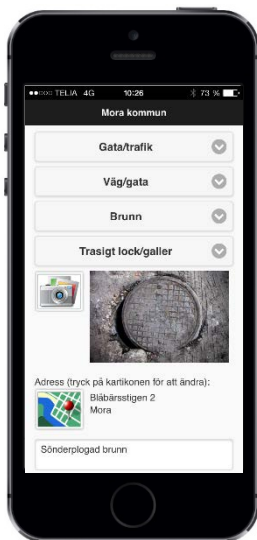 ●●○○○ TELIA 4G 10:26 73 %
Mora kommun
Gata/trafik
Väg/gata
Brunn
Trasigt lock/galler
Adress (tryck på kartikonen för att ändra):
Blåbärsstigen 2
Mora
Sönderplogad brunn